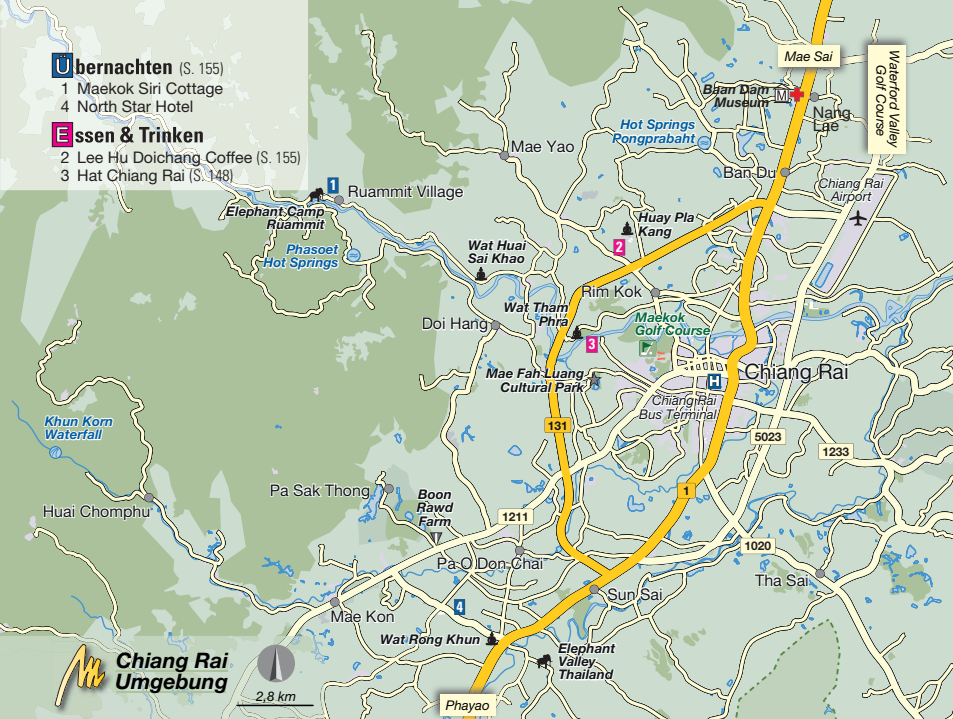 Übernachten (S. 155)
1 Maekok Siri Cottage
4 North Star Hotel
Essen & Trinken
2 Lee Hu Doichang Coffee (S. 155)
3 Hat Chiang Rai (S. 148)
Mae Sai
Waterford Valley
Golf Course
Baan Dam
Museum
M
Nang
Lae
Hot Springs
Pongprabaht
Mae Yao
Ban Du
Chiang Rai
Airport
1
Ruammit Village
Elephant Camp
Ruammit
Huay Pla
Kang
2
Phasoet
Hot Springs
Wat Huai
Sai Khao
Rim Kok
Wat Tham
Phra
Doi Hang
Maekok
Golf Course
3
Mae Fah Luang
Cultural Park
H
Chiang Rai
Chiang Rai
Bus Terminal
Khun Korn
Waterfall
131
5023
1233
Pa Sak Thong
1
Boon
Rawd
Farm
Huai Chomphu
1211
1020
Pa O Don Chai
Tha Sai
Sun Sai
4
Mae Kon
Wat Rong Khun
Elephant
Valley
Thailand
Chiang Rai
Umgebung
2,8 km
Phayao